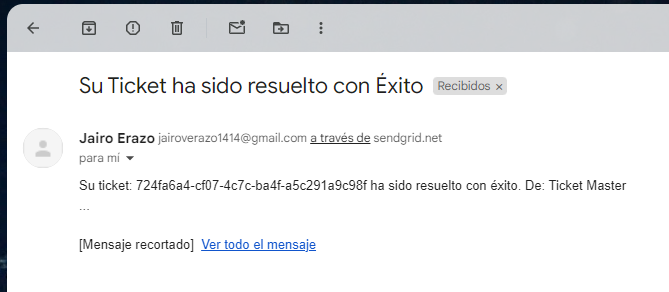 Su Ticket ha sido resuelto con Éxito Recibidos ×
Jairo Erazo jairoverazo1414@gmail.com a través de sendgrid.net
para mí
Su ticket: 724fa6a4-cf07-4c7c-ba4f-a5c291a9c98f ha sido resuelto con éxito. De: Ticket Master
...
[Mensaje recortado] Ver todo el mensaje